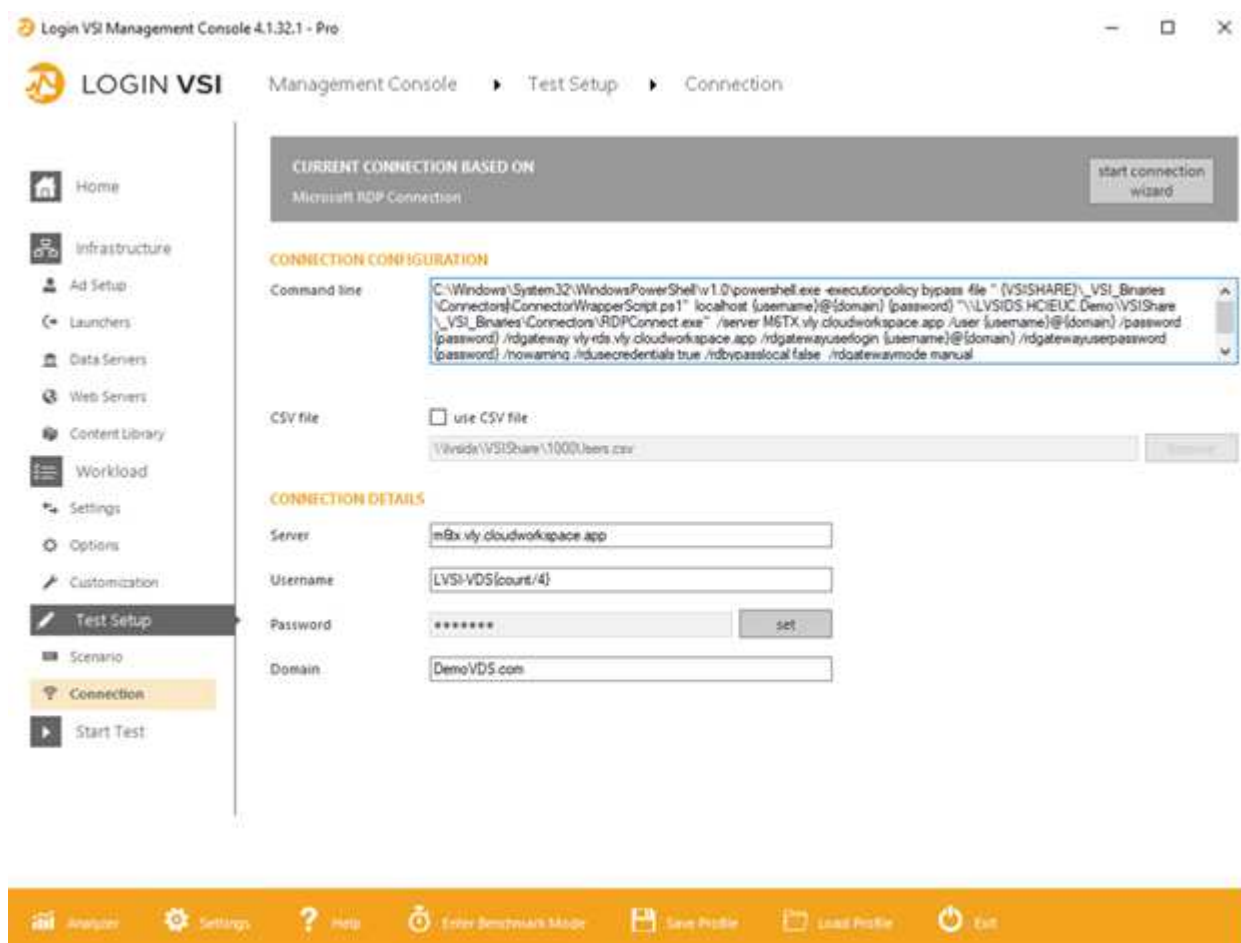 Login VSI Management Console 4.1.32.1 - Pro
LOGIN VSI
Management Console ▸ Test Setup ▸ Connection
CURRENT CONNECTION BASED ON
Microsoft RDP Connection
start connection
wizard
Home
Infrastructure
Ad Setup
Launchers
Data Servers
Web Servers
Content Library
Workload
Settings
Options
Customization
Test Setup
Scenario
Connection
Start Test
CONNECTION CONFIGURATION
Command line
C:\Windows\System32\WindowsPowerShell\v1.0\powershell.exe -executionpolicy bypass -file " {VSISHARE}\_VSI_Binaries
\Connectors\ConnectorWrapperScript.ps1" localhost {username}@{domain} {password} "\\LVSIDS.HCIEUC.Demo\VSIShare
\_VSI_Binaries\Connectors\RDPConnect.exe" /server M6TX.vly.cloudworkspace.app /user {username}@{domain} /password
{password} /rdgateway vly-rds.vly.cloudworkspace.app /rdgatewayuserlogin {username}@{domain} /rdgatewayuserpassword
{password} /nowarning /rdusecredentials true /rdbypasslocal false /rdgatewaymode manual
CSV file
use CSV file
\\lvsids\VSIShare\1000Users.csv
CONNECTION DETAILS
Server
m6tx.vly.cloudworkspace.app
Username
LVSI-VDS{count/4}
Password
*******
set
Domain
DemoVDS.com
Analyzer
Settings
Help
Enter Benchmark Mode
Save Profile
Load Profile
Exit